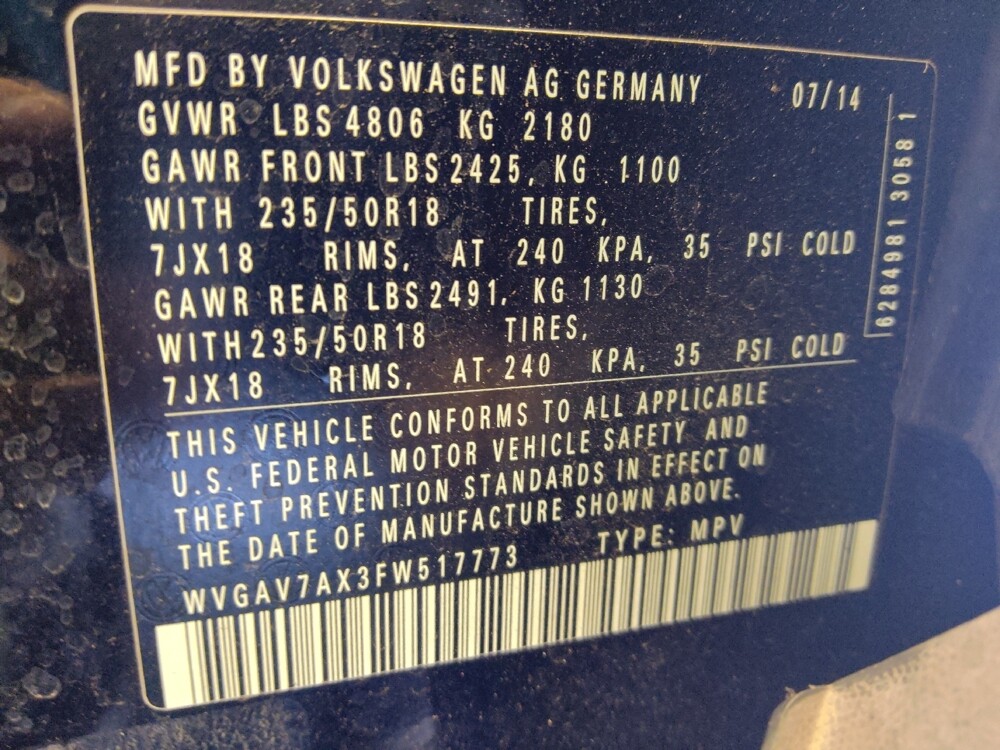 MFD BY VOLKSWAGEN AG GERMANY 07/14
GVWR LBS 4806 KG 2180
GAWR FRONT LBS 2425, KG 1100
WITH 235/50R18 TIRES,
7JX18 RIMS, AT 240 KPA, 35 PSI COLD
GAWR REAR LBS 2491, KG 1130
WITH 235/50R18 TIRES,
7JX18 RIMS, AT 240 KPA, 35 PSI COLD
THIS VEHICLE CONFORMS TO ALL APPLICABLE
U.S. FEDERAL MOTOR VEHICLE SAFETY AND
THEFT PREVENTION STANDARDS IN EFFECT ON
THE DATE OF MANUFACTURE SHOWN ABOVE.
WVGAV7AX3FW517773 TYPE: MPV
6284981 3058 1